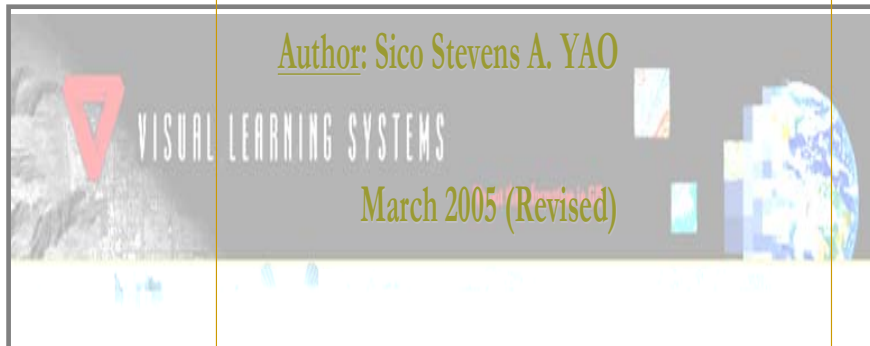 Author: Sico Stevens A. YAO
VISUAL LEARNING SYSTEMS
March 2005 (Revised)